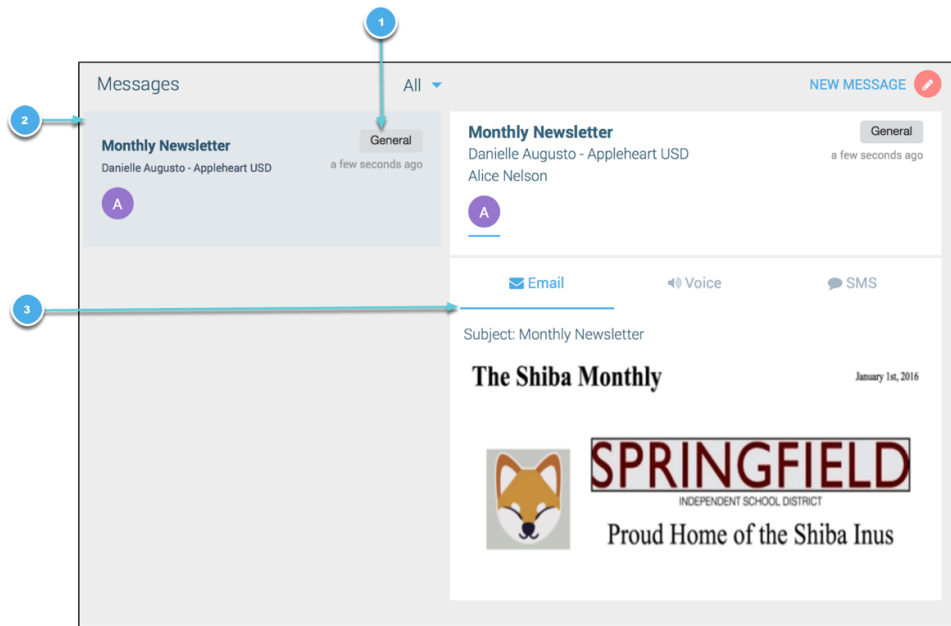 1
Messages
All
NEW MESSAGE
2
Monthly Newsletter
General
Danielle Augusto - Appleheart USD
a few seconds ago
A
Monthly Newsletter
General
Danielle Augusto - Appleheart USD
a few seconds ago
Alice Nelson
A
3
Email
Voice
SMS
Subject: Monthly Newsletter
The Shiba Monthly
January 1st, 2016
SPRINGFIELD
INDEPENDENT SCHOOL DISTRICT
Proud Home of the Shiba Inus